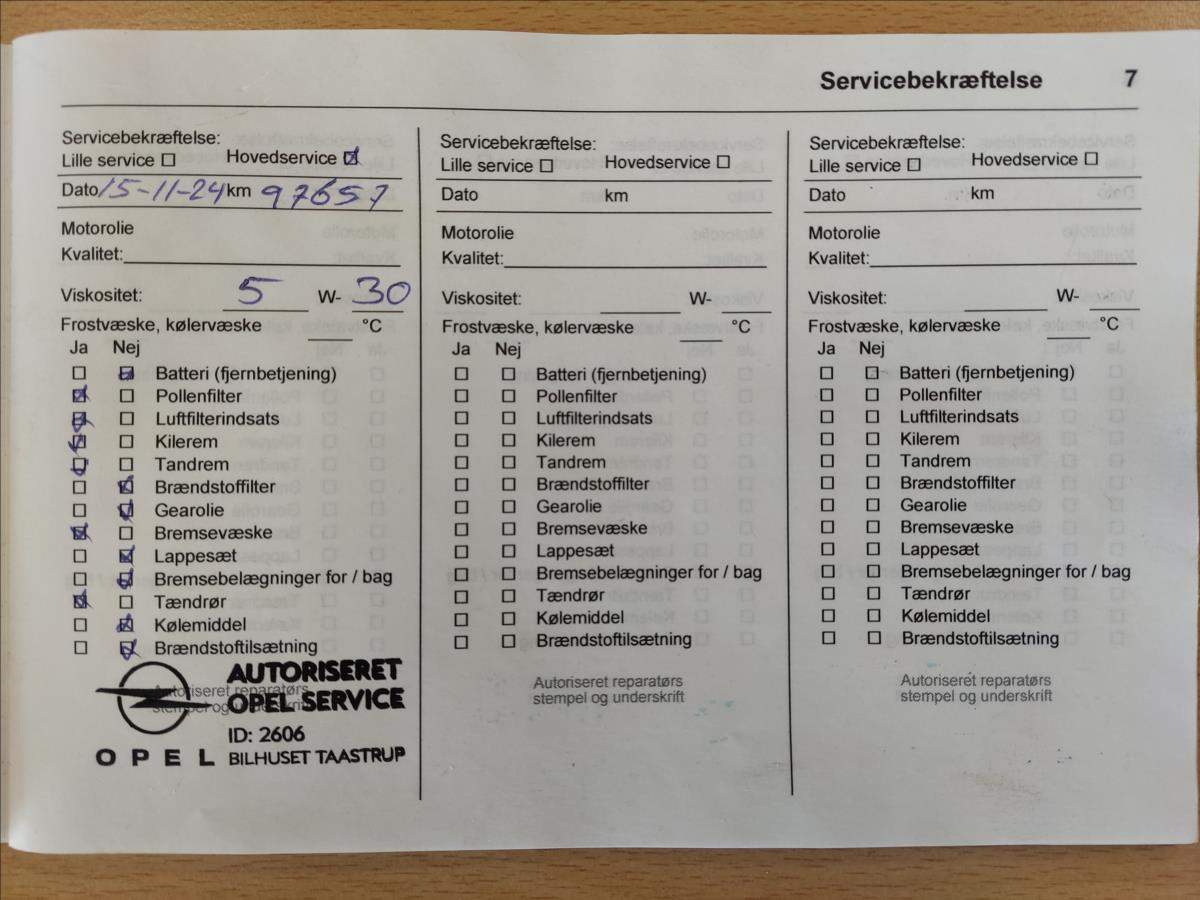 Servicebekræftelse 7
Servicebekræftelse:
Lille service ☐ Hovedservice ☑
Dato 15-11-24 km 97657
Motorolie
Kvalitet:
Viskositet: 5 W- 30
Frostvæske, kølervæske °C
Ja Nej
☐ ☑ Batteri (fjernbetjening)
☑ ☐ Pollenfilter
☑ ☐ Luftfilterindsats
☑ ☐ Kilerem
☑ ☐ Tandrem
☐ ☑ Brændstoffilter
☐ ☑ Gearolie
☑ ☐ Bremsevæske
☐ ☑ Lappesæt
☐ ☑ Bremsebelægninger for / bag
☑ ☐ Tændrør
☐ ☑ Kølemiddel
☐ ☑ Brændstoftilsætning
Autoriseret reparatørs
stempel og underskrift
AUTORISERET
OPEL SERVICE
ID: 2606
OPEL BILHUSET TAASTRUP
Servicebekræftelse:
Lille service ☐ Hovedservice ☐
Dato km
Motorolie
Kvalitet:
Viskositet: W-
Frostvæske, kølervæske °C
Ja Nej
☐ ☐ Batteri (fjernbetjening)
☐ ☐ Pollenfilter
☐ ☐ Luftfilterindsats
☐ ☐ Kilerem
☐ ☐ Tandrem
☐ ☐ Brændstoffilter
☐ ☐ Gearolie
☐ ☐ Bremsevæske
☐ ☐ Lappesæt
☐ ☐ Bremsebelægninger for / bag
☐ ☐ Tændrør
☐ ☐ Kølemiddel
☐ ☐ Brændstoftilsætning
Autoriseret reparatørs
stempel og underskrift
Servicebekræftelse:
Lille service ☐ Hovedservice ☐
Dato km
Motorolie
Kvalitet:
Viskositet: W-
Frostvæske, kølervæske °C
Ja Nej
☐ ☐ Batteri (fjernbetjening)
☐ ☐ Pollenfilter
☐ ☐ Luftfilterindsats
☐ ☐ Kilerem
☐ ☐ Tandrem
☐ ☐ Brændstoffilter
☐ ☐ Gearolie
☐ ☐ Bremsevæske
☐ ☐ Lappesæt
☐ ☐ Bremsebelægninger for / bag
☐ ☐ Tændrør
☐ ☐ Kølemiddel
☐ ☐ Brændstoftilsætning
Autoriseret reparatørs
stempel og underskrift